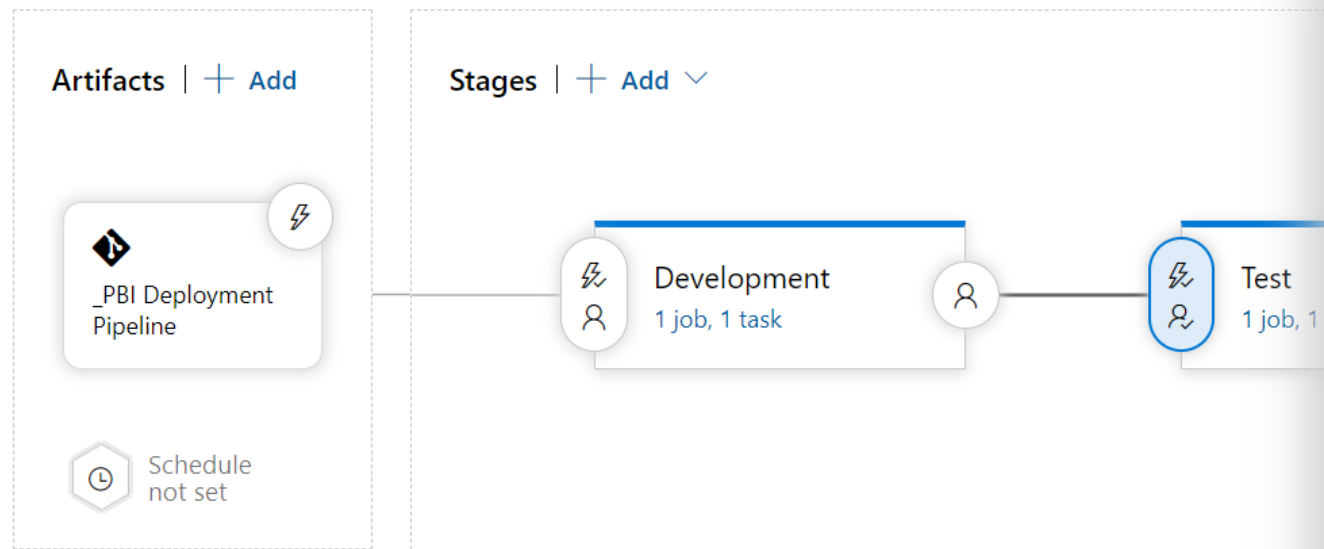 Artifacts | + Add
Stages | + Add
_PBI Deployment
Pipeline
Development
1 job, 1 task
Test
1 job, 1
Schedule
not set